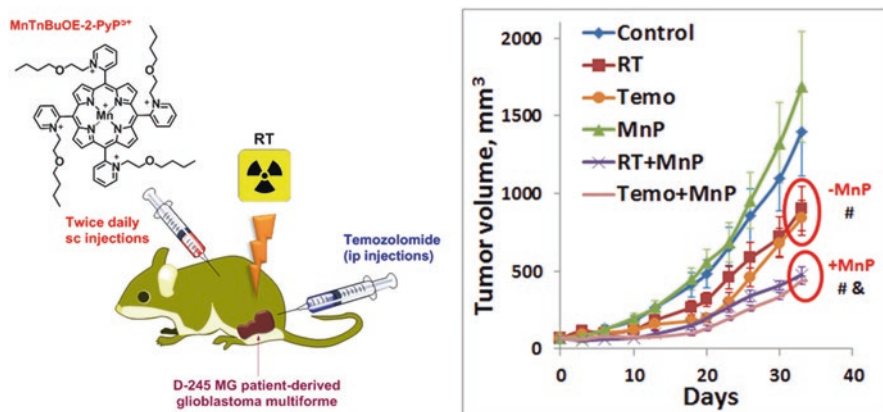 MnTnBuOE-2-PyP⁵⁺
O
N
+
O
N
+
N
N
+
Mn
N
N
N
+
O
N
+
O
RT
Twice daily
sc injections)
Temozolomide
(ip injections)
D-245 MG patient-derived
glioblastoma multiforme
Tumor volume, mm³
2000
1500
1000
500
0
0
10
20
30
40
Days
Control
RT
Temo
MnP
RT+MnP
Temo+MnP
-MnP
#
+MnP
# &